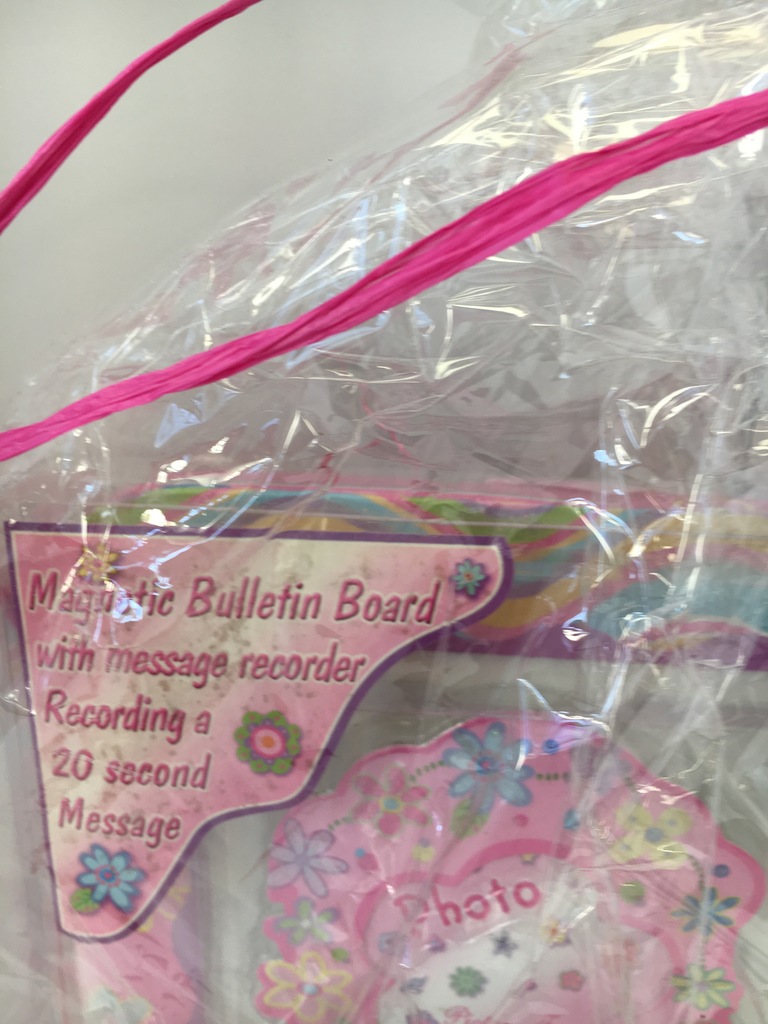 Magnetic Bulletin Board
with message recorder
Recording a
20 second
Message
Photo